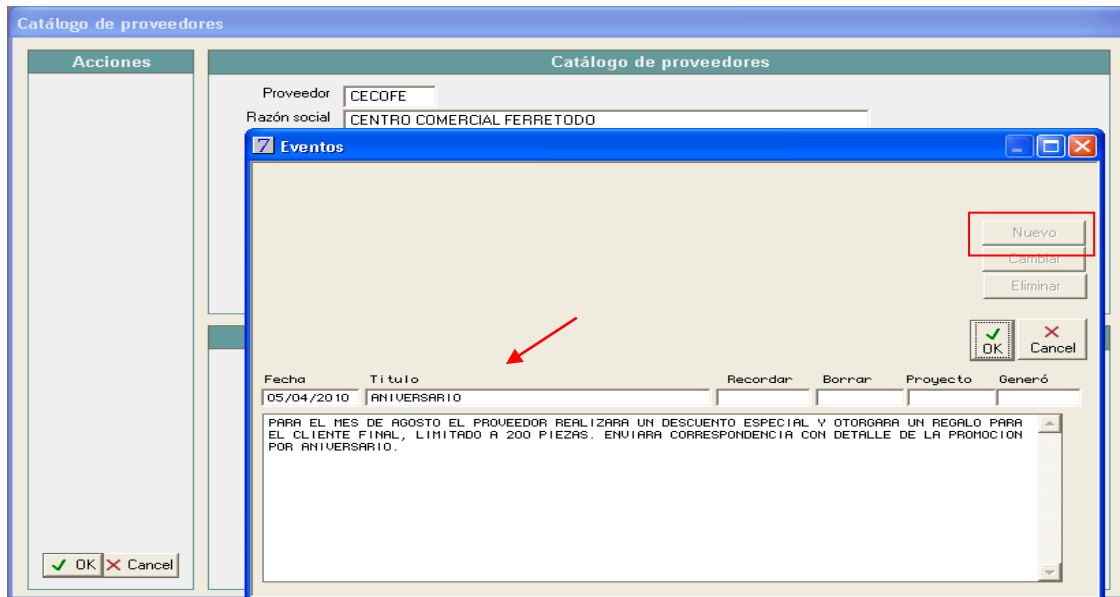 Catálogo de proveedores
Acciones
Catálogo de proveedores
Proveedor CECOFE
Razón social CENTRO COMERCIAL FERRETODO
7 Eventos
Nuevo
Cambiar
Eliminar
OK Cancel
Fecha Titulo Recordar Borrar Proyecto Generó
05/04/2010 ANIVERSARIO
PARA EL MES DE AGOSTO EL PROVEEDOR REALIZARA UN DESCUENTO ESPECIAL Y OTORGARA UN REGALO PARA
EL CLIENTE FINAL, LIMITADO A 200 PIEZAS. ENVIARA CORRESPONDENCIA CON DETALLE DE LA PROMOCION
POR ANIVERSARIO.
OK Cancel